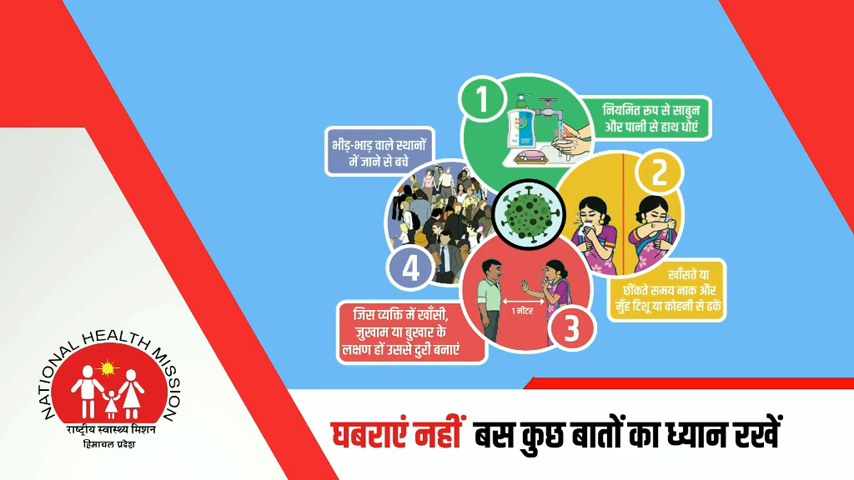 1
नियमित रूप से साबुन
और पानी से हाथ धोएं
2
खाँसते या
छींकते समय नाक और
मुँह टिशू या कोहनी से ढकें
3
1 मीटर
जिस व्यक्ति में खाँसी,
जुखाम या बुखार के
लक्षण हों उससे दुरी बनाएं
4
भीड़-भाड़ वाले स्थानों
में जाने से बचे
NATIONAL HEALTH MISSION
राष्ट्रीय स्वास्थ्य मिशन
हिमाचल प्रदेश
घबराएं नहीं बस कुछ बातों का ध्यान रखें